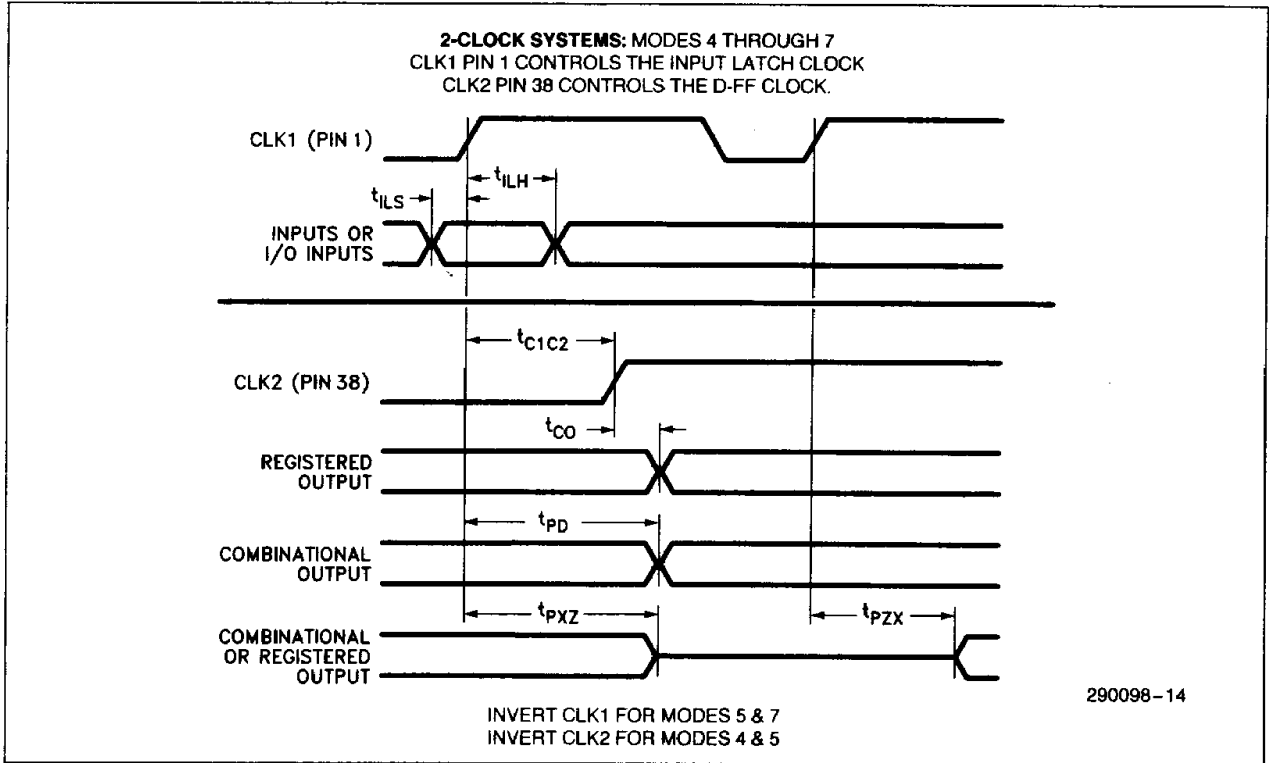 2-CLOCK SYSTEMS: MODES 4 THROUGH 7
CLK1 PIN 1 CONTROLS THE INPUT LATCH CLOCK
CLK2 PIN 38 CONTROLS THE D-FF CLOCK.
CLK1 (PIN 1)
tILH
tILS
INPUTS OR
I/O INPUTS
tC1C2
CLK2 (PIN 38)
tCO
REGISTERED
OUTPUT
tPD
COMBINATIONAL
OUTPUT
tPXZ
tPZX
COMBINATIONAL
OR REGISTERED
OUTPUT
290098-14
INVERT CLK1 FOR MODES 5 & 7
INVERT CLK2 FOR MODES 4 & 5